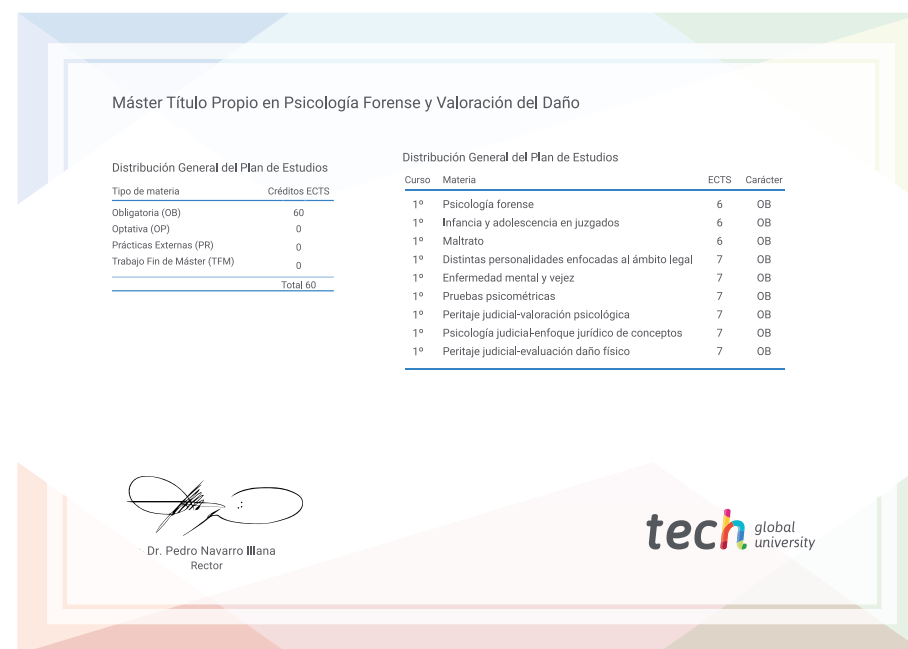 Máster Título Propio en Psicología Forense y Valoración del Daño
Distribución General del Plan de Estudios
Tipo de materia Créditos ECTS
Obligatoria (OB) 60
Optativa (OP) 0
Prácticas Externas (PR) 0
Trabajo Fin de Máster (TFM) 0
Total 60
Distribución General del Plan de Estudios
Curso Materia ECTS Carácter
1º Psicología forense 6 OB
1º Infancia y adolescencia en juzgados 6 OB
1º Maltrato 6 OB
1º Distintas personalidades enfocadas al ámbito legal 7 OB
1º Enfermedad mental y vejez 7 OB
1º Pruebas psicométricas 7 OB
1º Peritaje judicial-valoración psicológica 7 OB
1º Psicología judicial-enfoque jurídico de conceptos 7 OB
1º Peritaje judicial-evaluación daño físico 7 OB
Dr. Pedro Navarro Illana
Rector
tech global
university